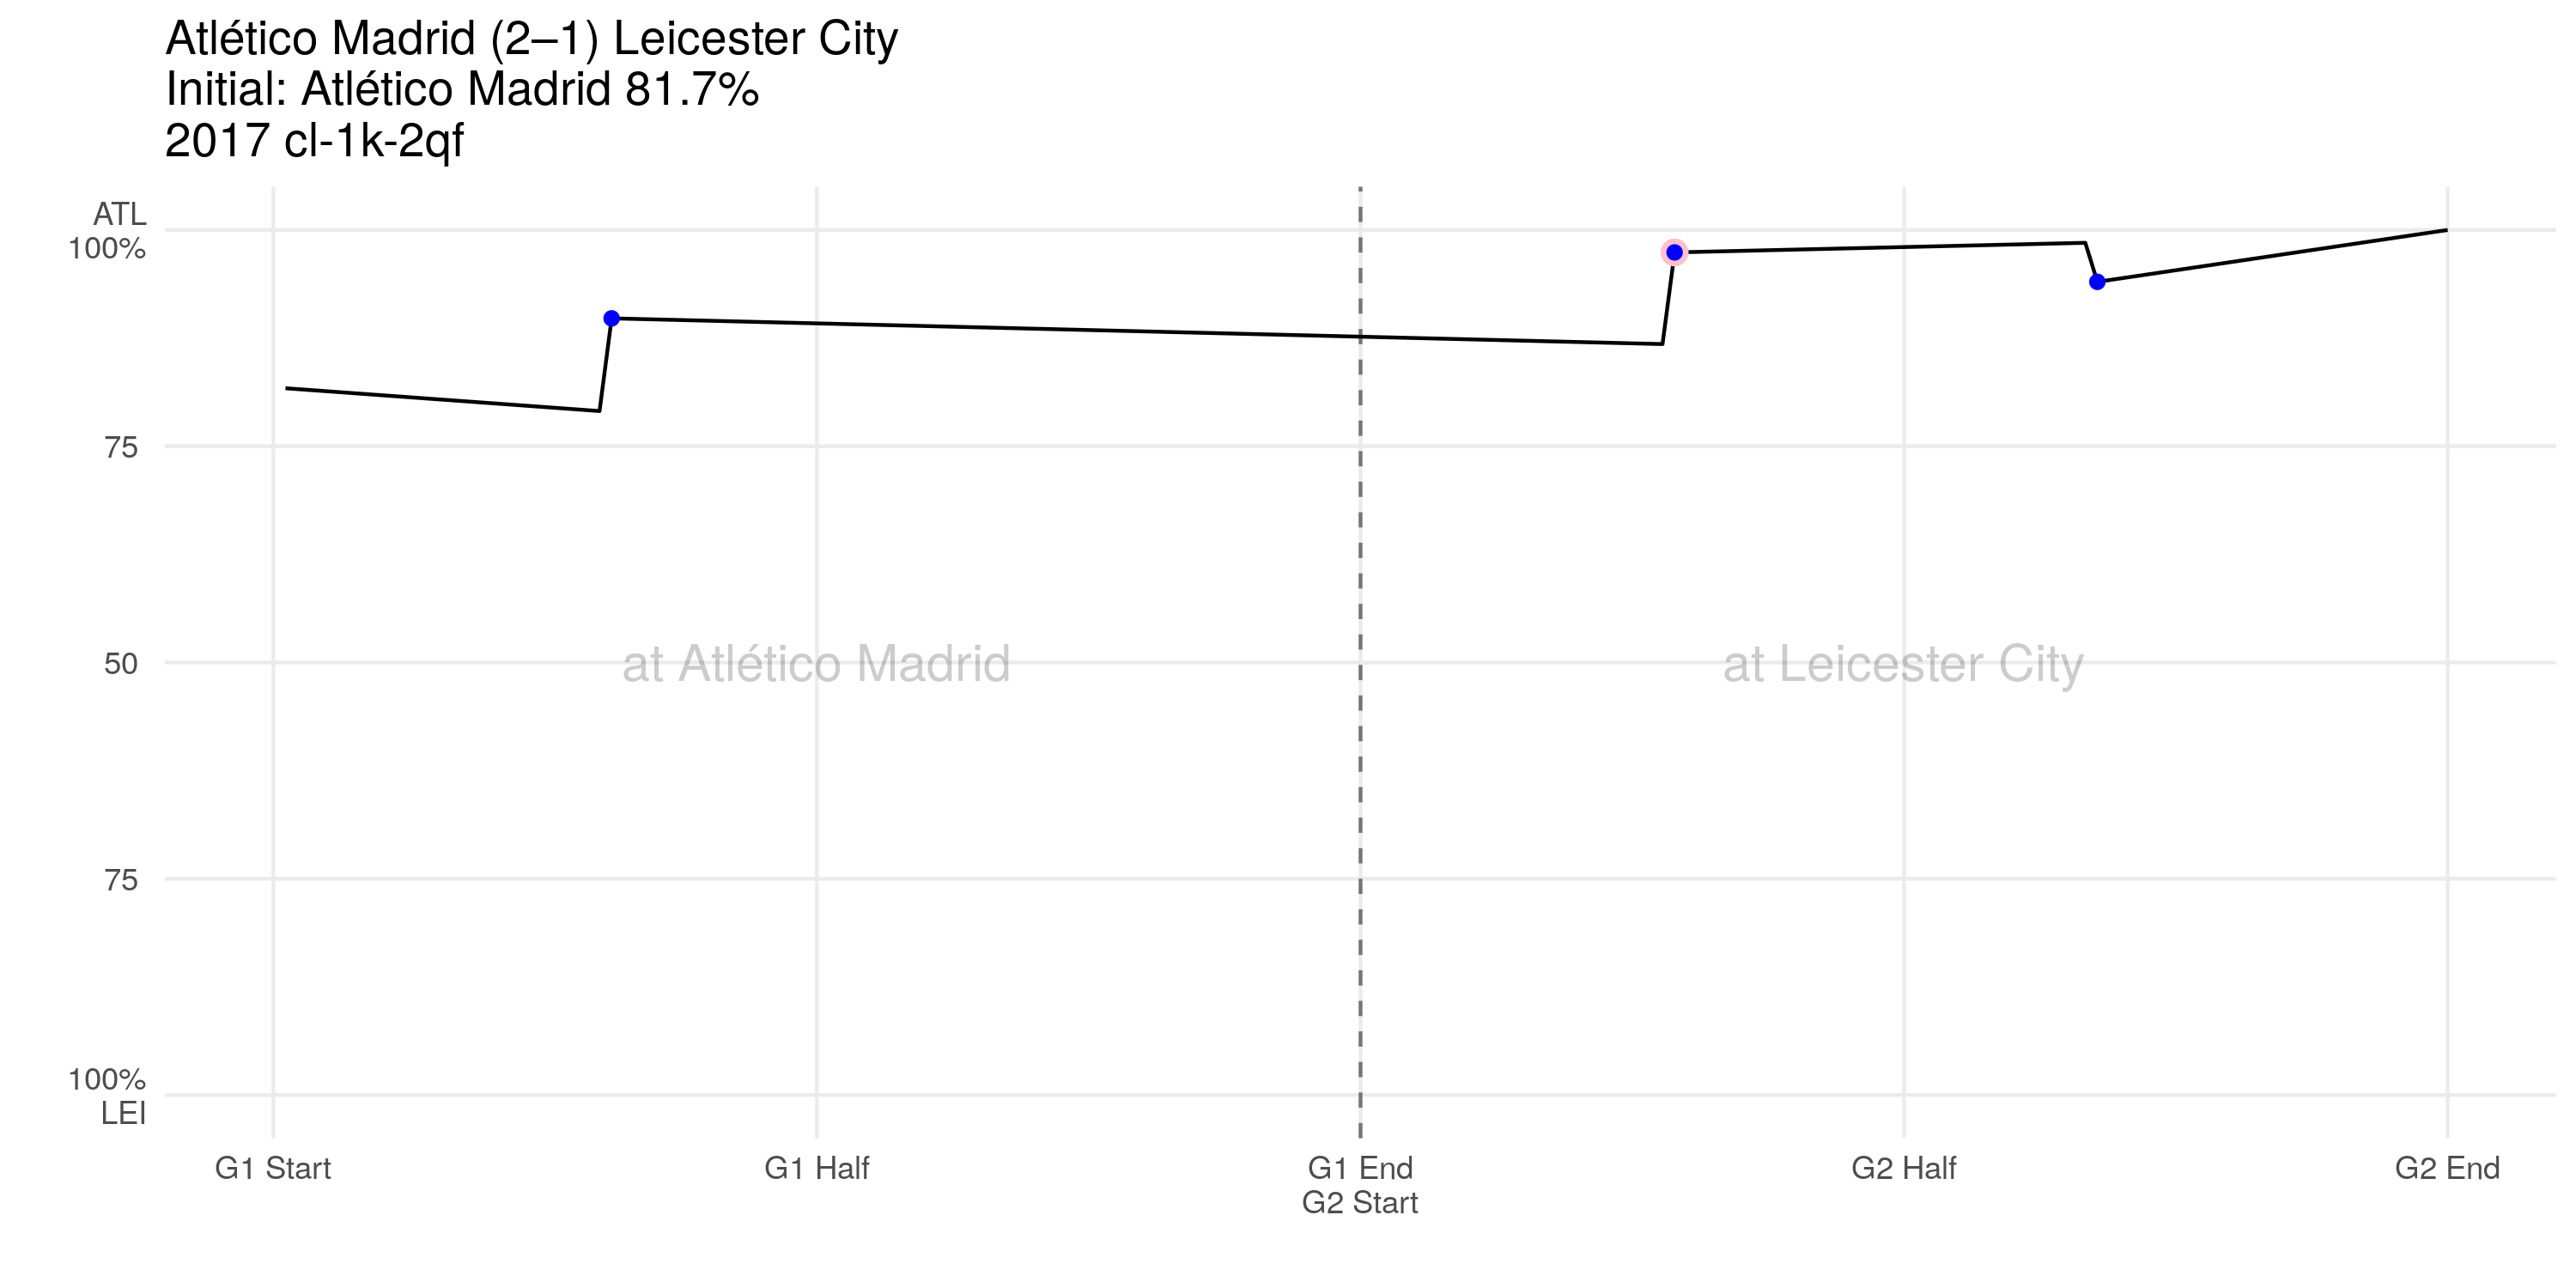 Atlético Madrid (2–1) Leicester City
Initial: Atlético Madrid 81.7%
2017 cl-1k-2qf
ATL
100%
75
50
75
100%
LEI
at Atlético Madrid
at Leicester City
G1 Start
G1 Half
G1 End
G2 Start
G2 Half
G2 End